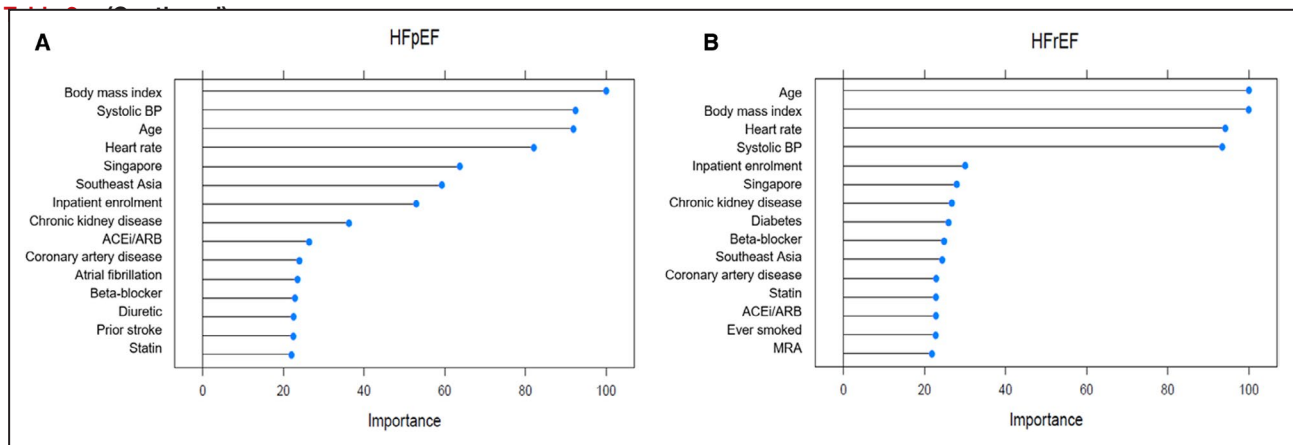 A
HFpEF
Body mass index
Systolic BP
Age
Heart rate
Singapore
Southeast Asia
Inpatient enrolment
Chronic kidney disease
ACEi/ARB
Coronary artery disease
Atrial fibrillation
Beta-blocker
Diuretic
Prior stroke
Statin
0 20 40 60 80 100
Importance
B
HFrEF
Age
Body mass index
Heart rate
Systolic BP
Inpatient enrolment
Singapore
Chronic kidney disease
Diabetes
Beta-blocker
Southeast Asia
Coronary artery disease
Statin
ACEi/ARB
Ever smoked
MRA
0 20 40 60 80 100
Importance